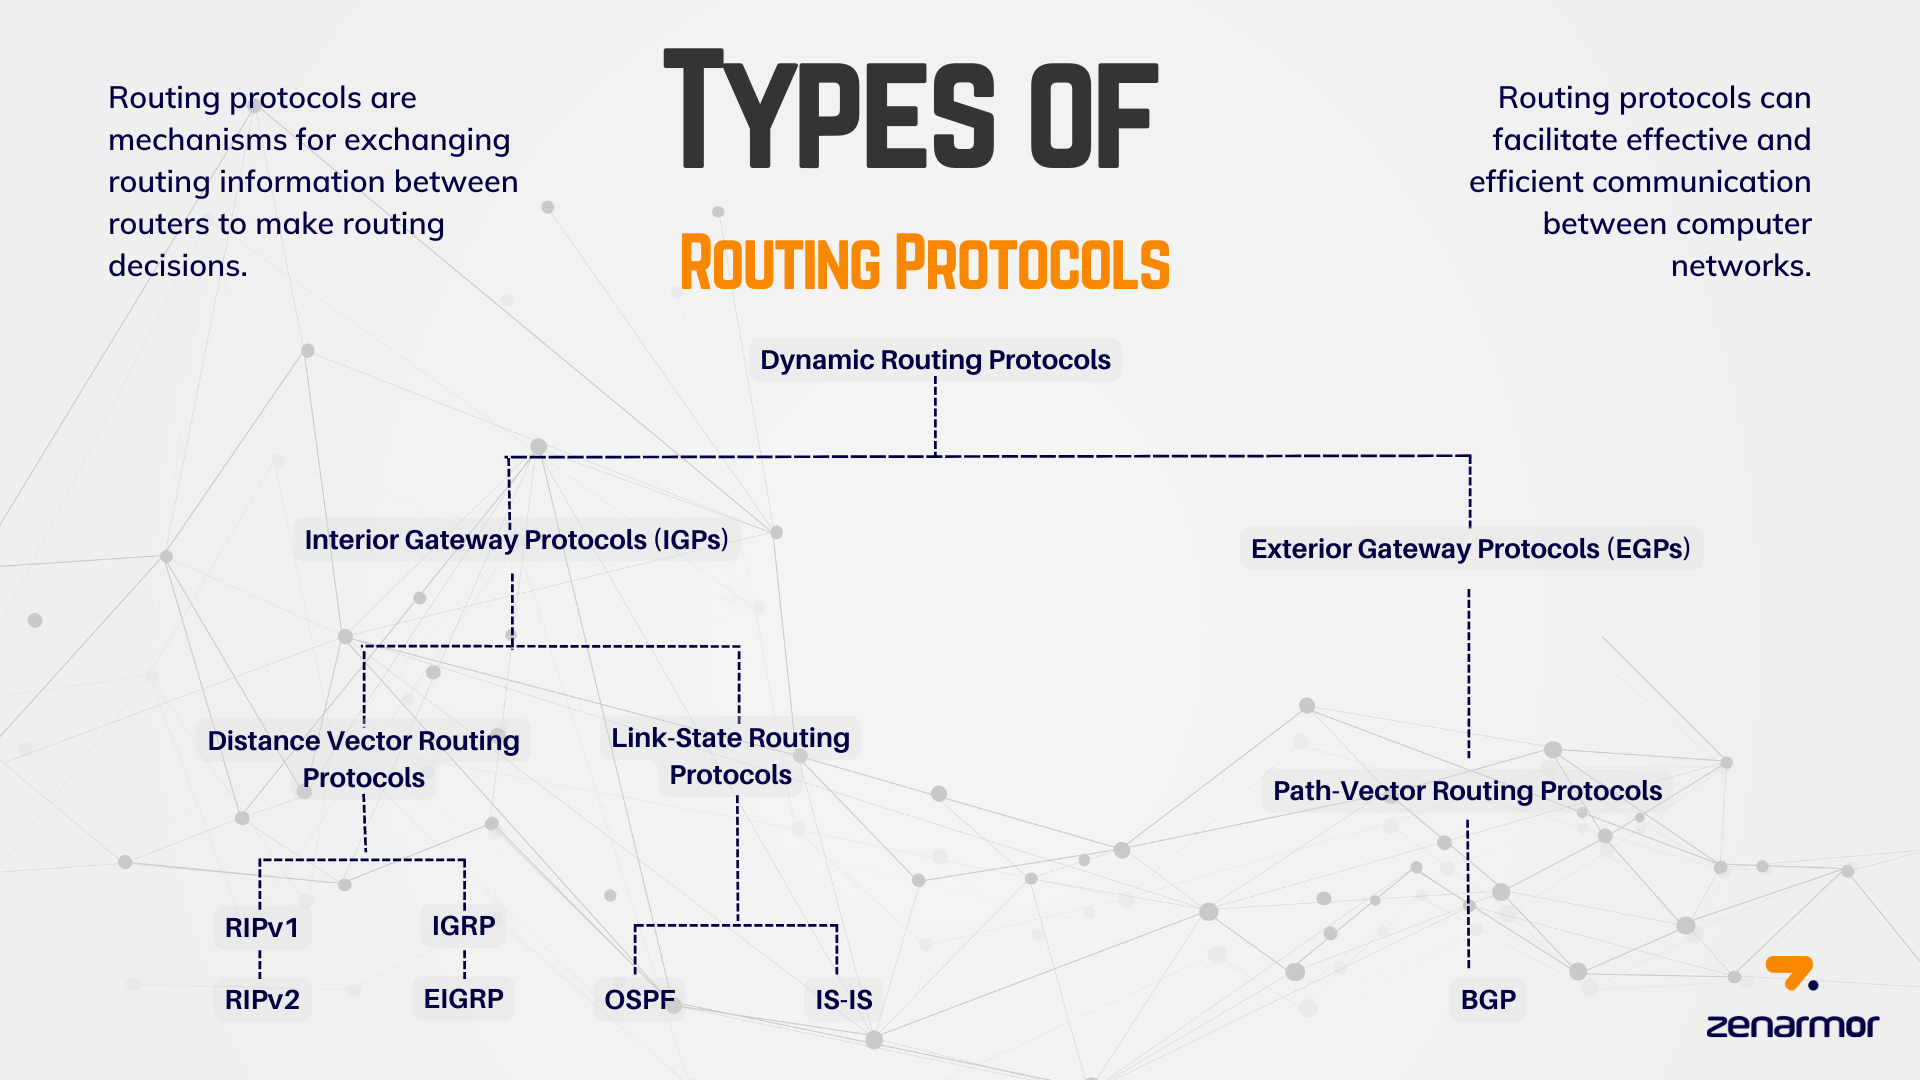 Routing protocols are
mechanisms for exchanging
routing information between
routers to make routing
decisions.
TYPES OF
ROUTING PROTOCOLS
Routing protocols can
facilitate effective and
efficient communication
between computer
networks.
Dynamic Routing Protocols
Interior Gateway Protocols (IGPs)
Exterior Gateway Protocols (EGPs)
Distance Vector Routing
Protocols
Link-State Routing
Protocols
Path-Vector Routing Protocols
RIPv1
IGRP
RIPv2
EIGRP
OSPF
IS-IS
BGP
zenarmor